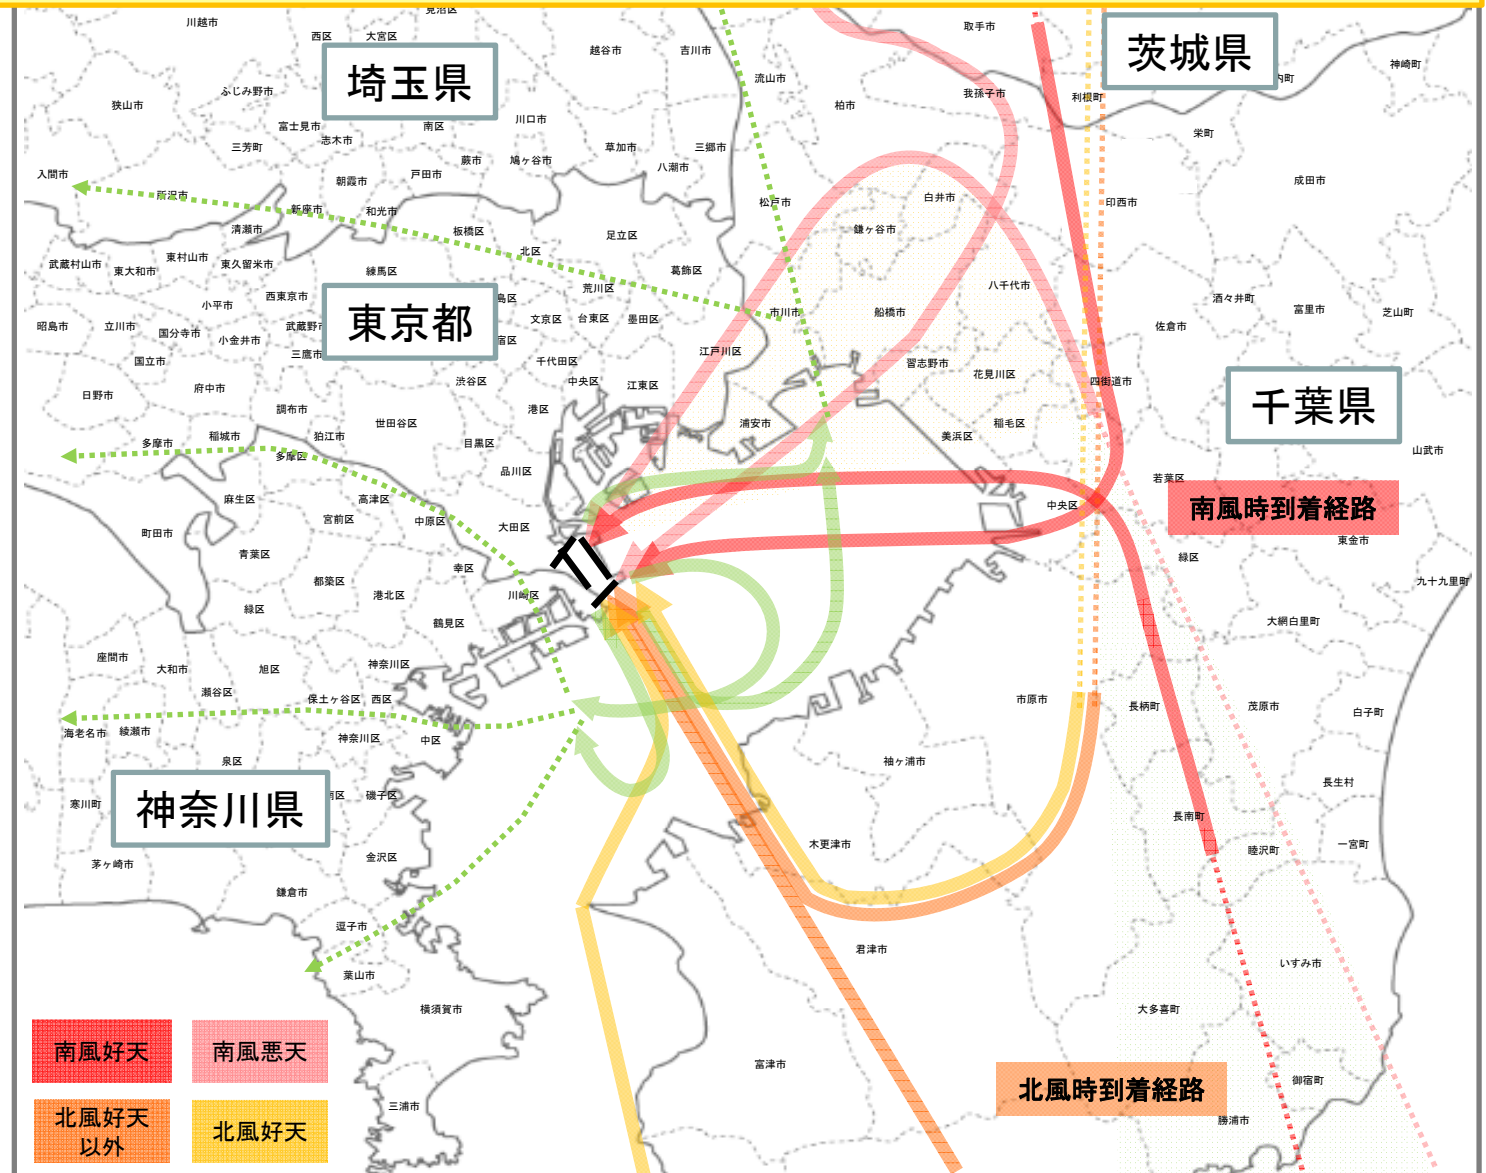 見沼区
川越市
西区
大宮区
取手市
越谷市
吉川市
埼玉県
茨城県
神崎町
流山市
内町
ふじみ野市
我孫子市
利根町
狭山市
柏市
川口市
富士見市
南区
栄町
志木市
三芳町
草加市
三郷市
蕨市
鳩ヶ谷市
八潮市
入間市
戸田市
朝霞市
成田市
所沢市
白井市
松戸市
印西市
新座市
和光市
清瀬市
板橋区
足立区
鎌ヶ谷市
北区
東村山市
武蔵村山市
東大和市
東久留米市
練馬区
葛飾区
荒川区
八千代市
西東京市
島区
酒々井町
小平市
東京都
市川市
船橋市
富里市
芝山町
文京区
台東区
墨田区
昭島市
立川市
国分寺市
武蔵野市
佐倉市
小金井市
宿区
三鷹市
江戸川区
国立市
千代田区
習志野市
花見川区
渋谷区
中央区
江東区
四街道市
府中市
日野市
千葉県
調布市
港区
世田谷区
浦安市
稲毛区
稲城市
狛江市
美浜区
多摩市
目黒区
山武市
多摩区
品川区
若葉区
麻生区
高津区
中央区
南風時到着経路
宮前区
中原区
大田区
町田市
東金市
青葉区
緑区
幸区
都築区
九十九里町
港北区
川崎区
緑区
鶴見区
大網白里町
座間市
大和市
旭区
神奈川区
瀬谷区
保土ヶ谷区
西区
市原市
長柄町
茂原市
白子町
海老名市
綾瀬市
神奈川区
中区
泉区
袖ヶ浦市
長生村
神奈川県
南区
磯子区
寒川町
長南町
木更津市
睦沢町
一宮町
茅ヶ崎市
金沢区
鎌倉市
逗子市
君津市
いすみ市
葉山市
横須賀市
大多喜町
南風好天
南風悪天
富津市
御宿町
北風時到着経路
三浦市
北風好天
以外
北風好天
勝浦市